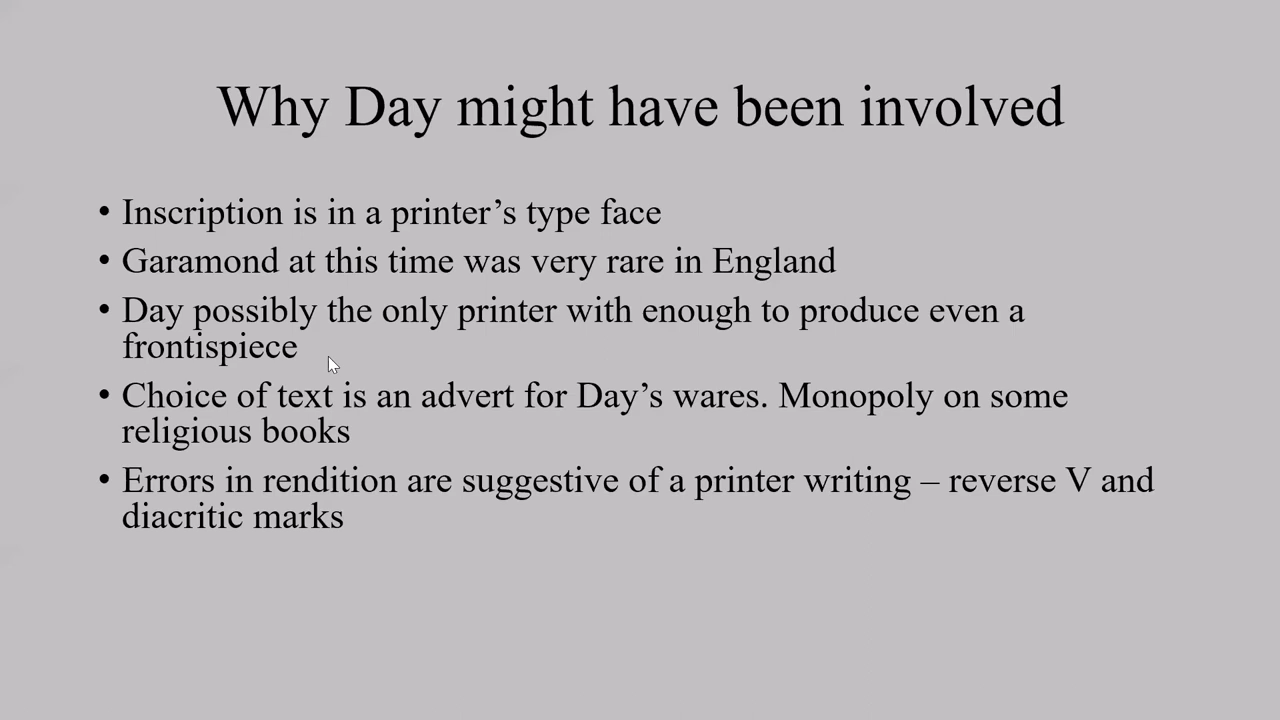 Why Day might have been involved
• Inscription is in a printer’s type face
• Garamond at this time was very rare in England
• Day possibly the only printer with enough to produce even a
frontispiece
• Choice of text is an advert for Day’s wares. Monopoly on some
religious books
• Errors in rendition are suggestive of a printer writing – reverse V and
diacritic marks